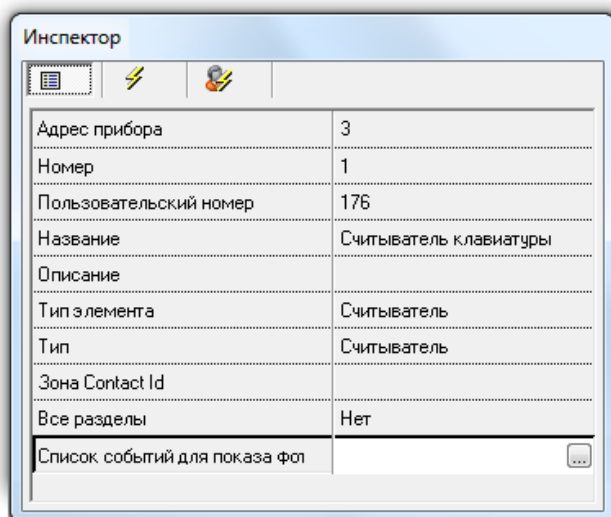 Инспектор
Адрес прибора 3
Номер 1
Пользовательский номер 176
Название Считыватель клавиатуры
Описание
Тип элемента Считыватель
Тип Считыватель
Зона Contact Id
Все разделы Нет
Список событий для показа фот ...